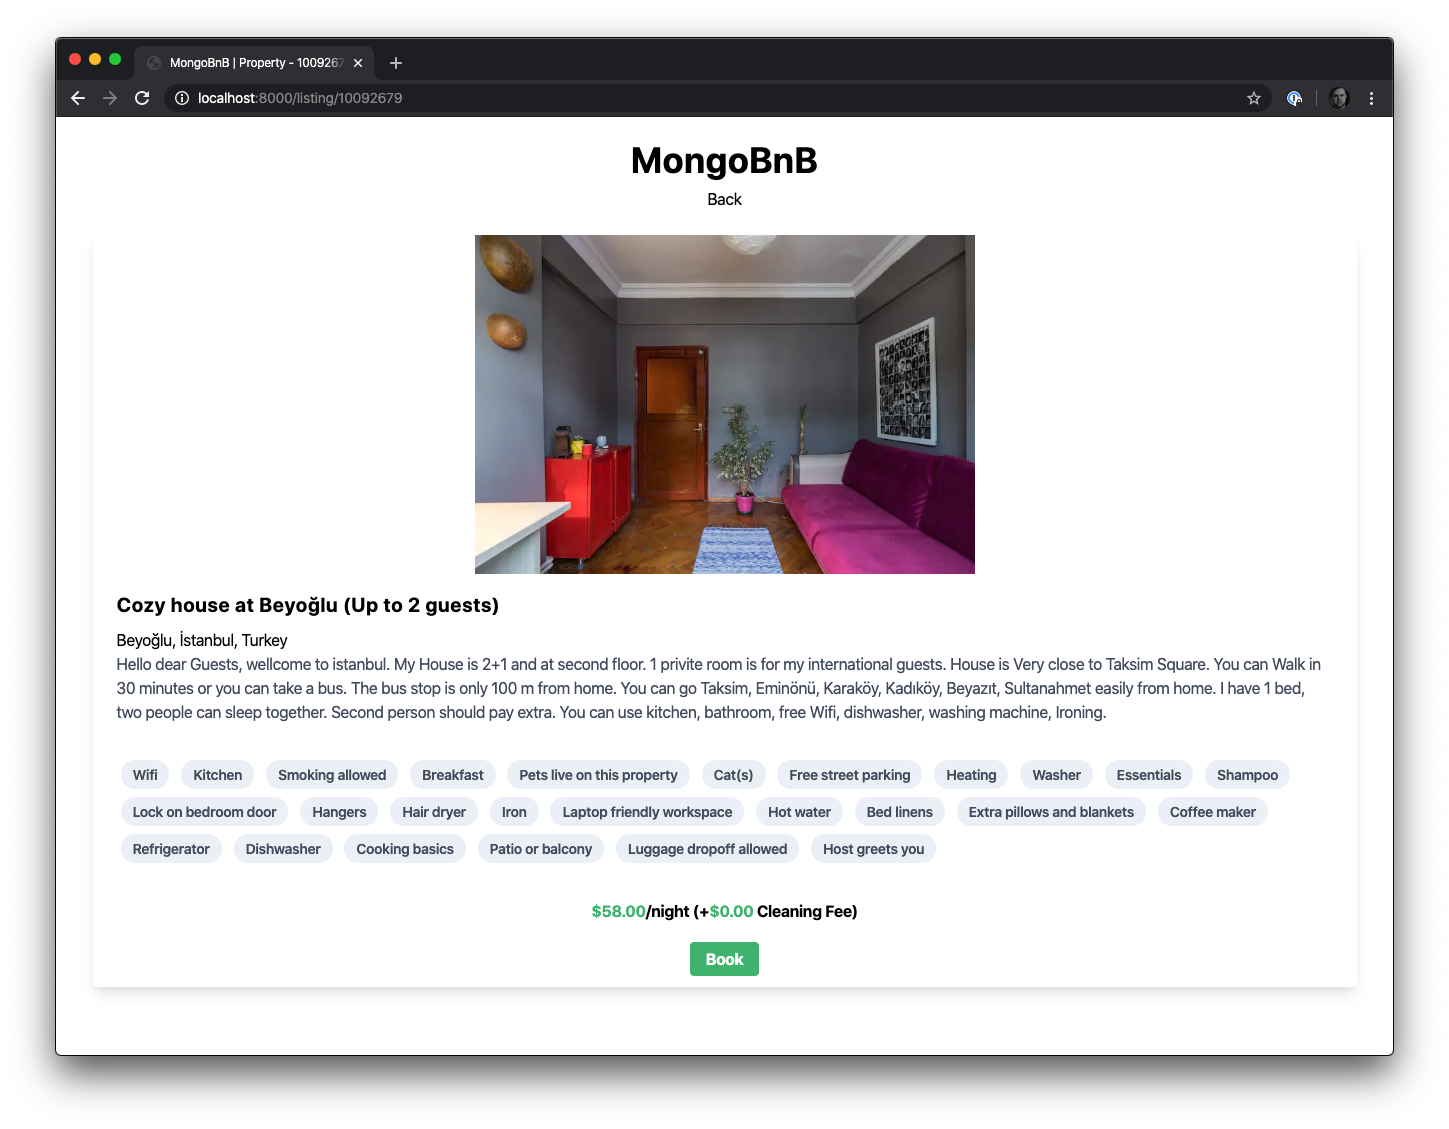 MongoBnB | Property - 1009267
localhost:8000/listing/10092679
MongoBnB
Back
Cozy house at Beyoğlu (Up to 2 guests)
Beyoğlu, İstanbul, Turkey
Hello dear Guests, wellcome to istanbul. My House is 2+1 and at second floor. 1 privite room is for my international guests. House is Very close to Taksim Square. You can Walk in
30 minutes or you can take a bus. The bus stop is only 100 m from home. You can go Taksim, Eminönü, Karaköy, Kadıköy, Beyazıt, Sultanahmet easily from home. I have 1 bed,
two people can sleep together. Second person should pay extra. You can use kitchen, bathroom, free Wifi, dishwasher, washing machine, Ironing.
Wifi Kitchen Smoking allowed Breakfast Pets live on this property Cat(s) Free street parking Heating Washer Essentials Shampoo
Lock on bedroom door Hangers Hair dryer Iron Laptop friendly workspace Hot water Bed linens Extra pillows and blankets Coffee maker
Refrigerator Dishwasher Cooking basics Patio or balcony Luggage dropoff allowed Host greets you
$58.00/night (+$0.00 Cleaning Fee)
Book